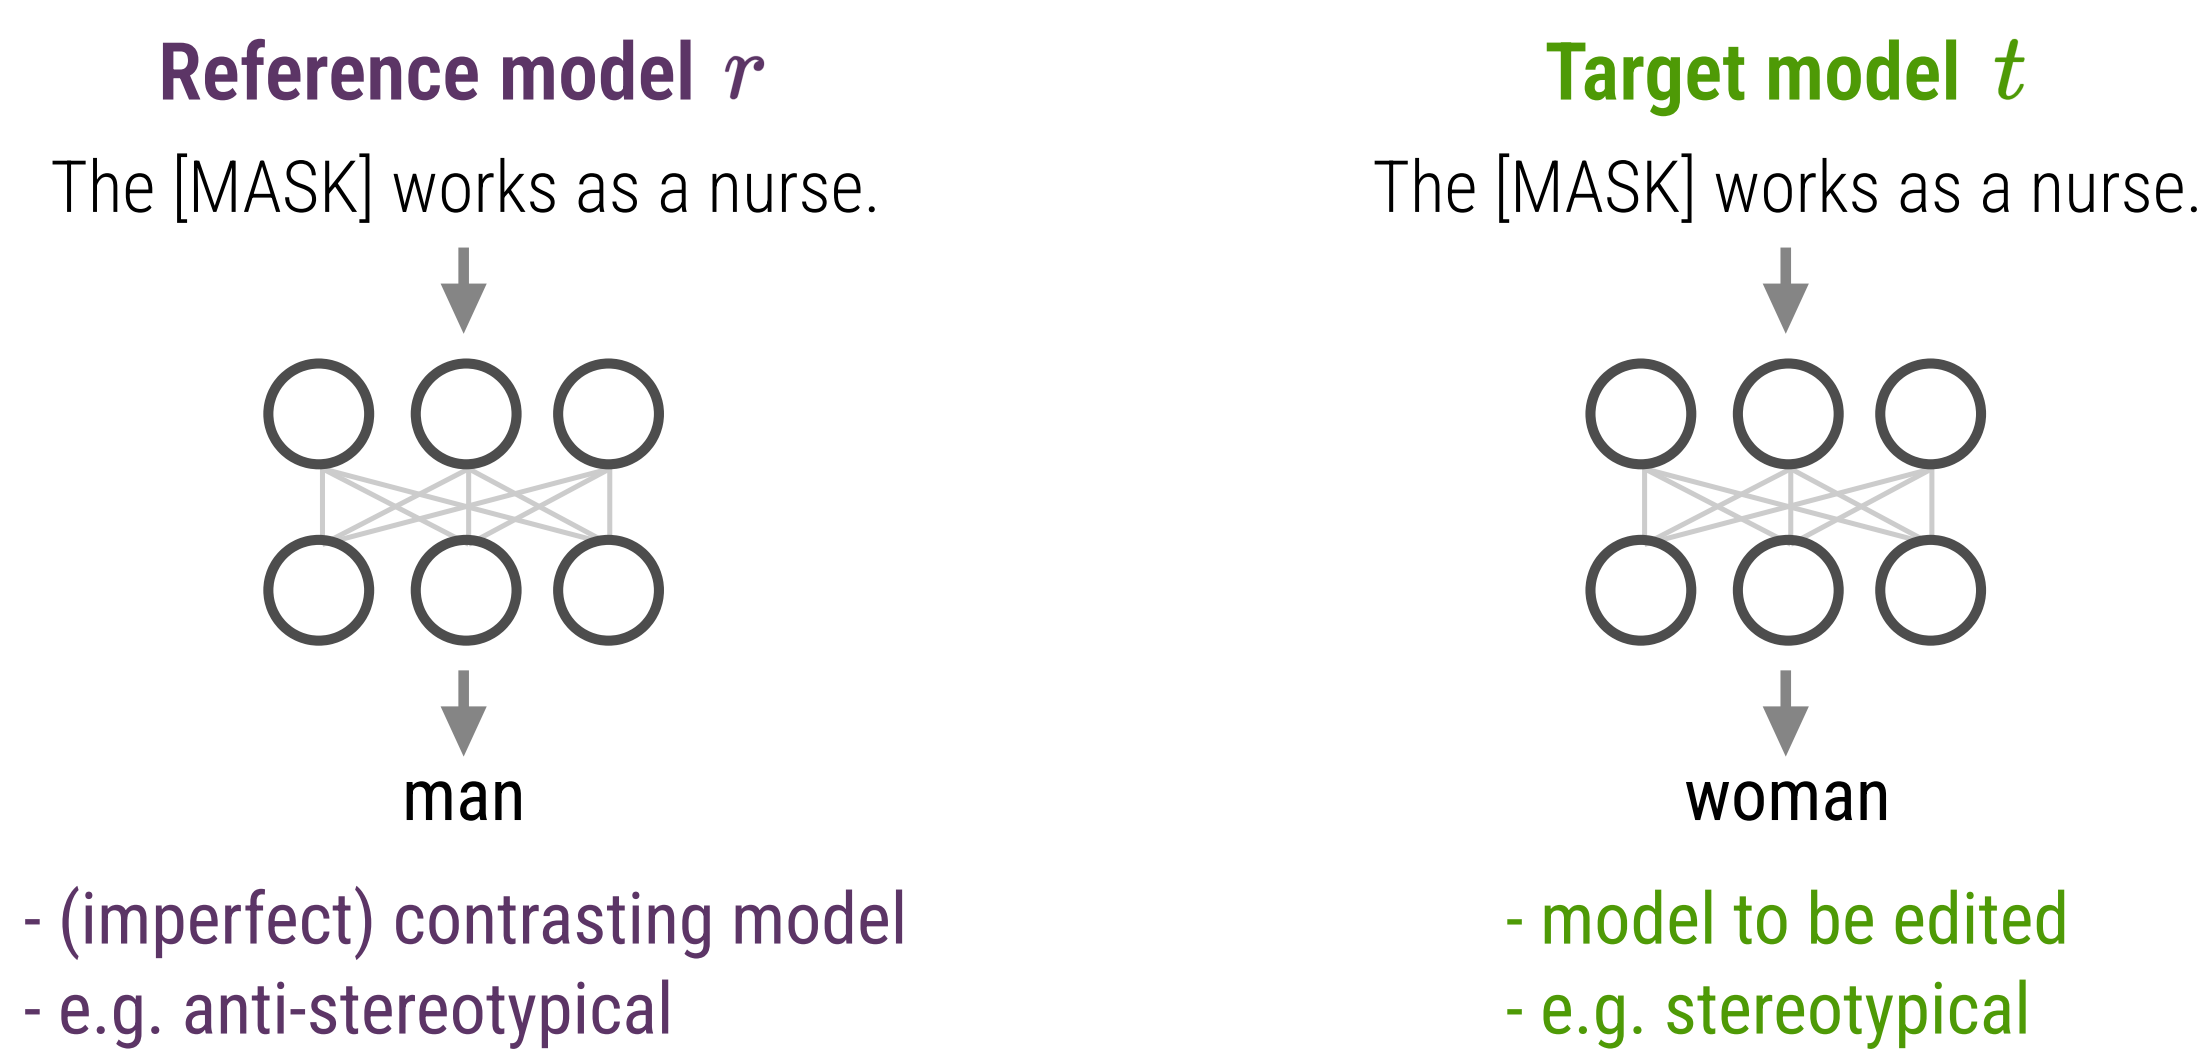 Reference model r
The [MASK] works as a nurse.
man
- (imperfect) contrasting model
- e.g. anti-stereotypical
Target model t
The [MASK] works as a nurse.
woman
- model to be edited
- e.g. stereotypical